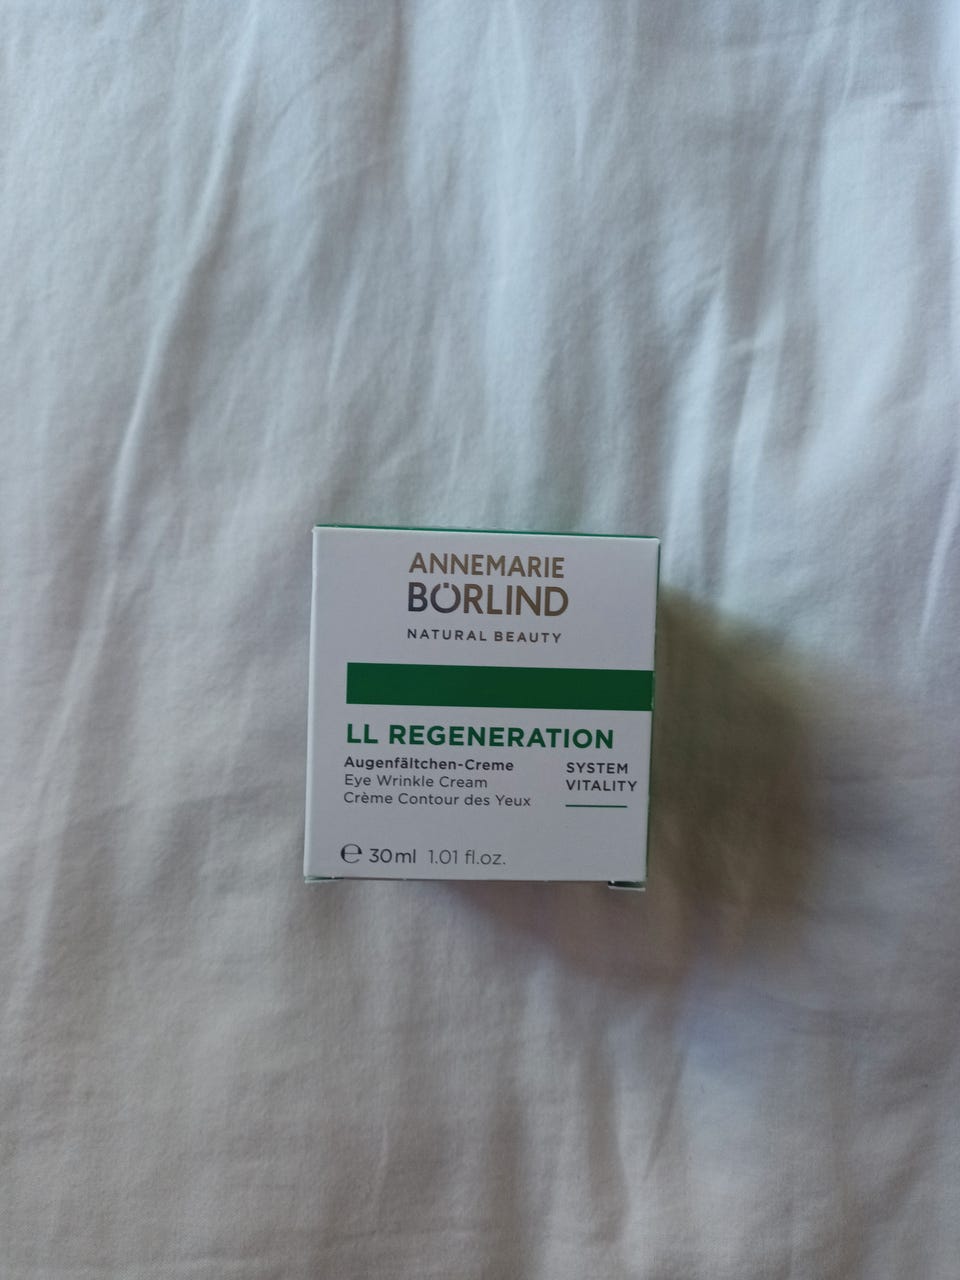 ANNEMARIE
BÖRLIND
NATURAL BEAUTY
LL REGENERATION
Augenfältchen-Creme
Eye Wrinkle Cream
Crème Contour des Yeux
SYSTEM
VITALITY
℮ 30ml 1.01 fl.oz.